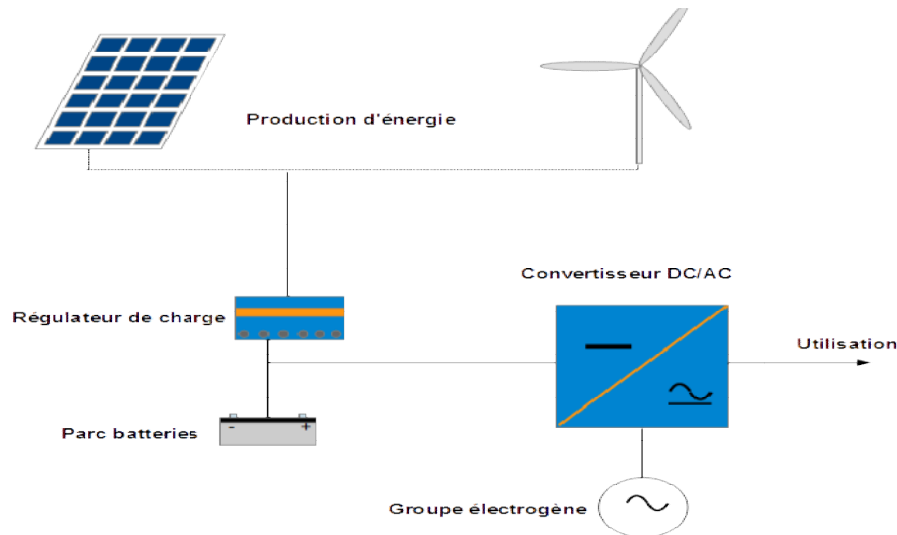 Production d'énergie
Convertisseur DC/AC
Régulateur de charge
Utilisation
Parc batteries
- +
Groupe électrogène